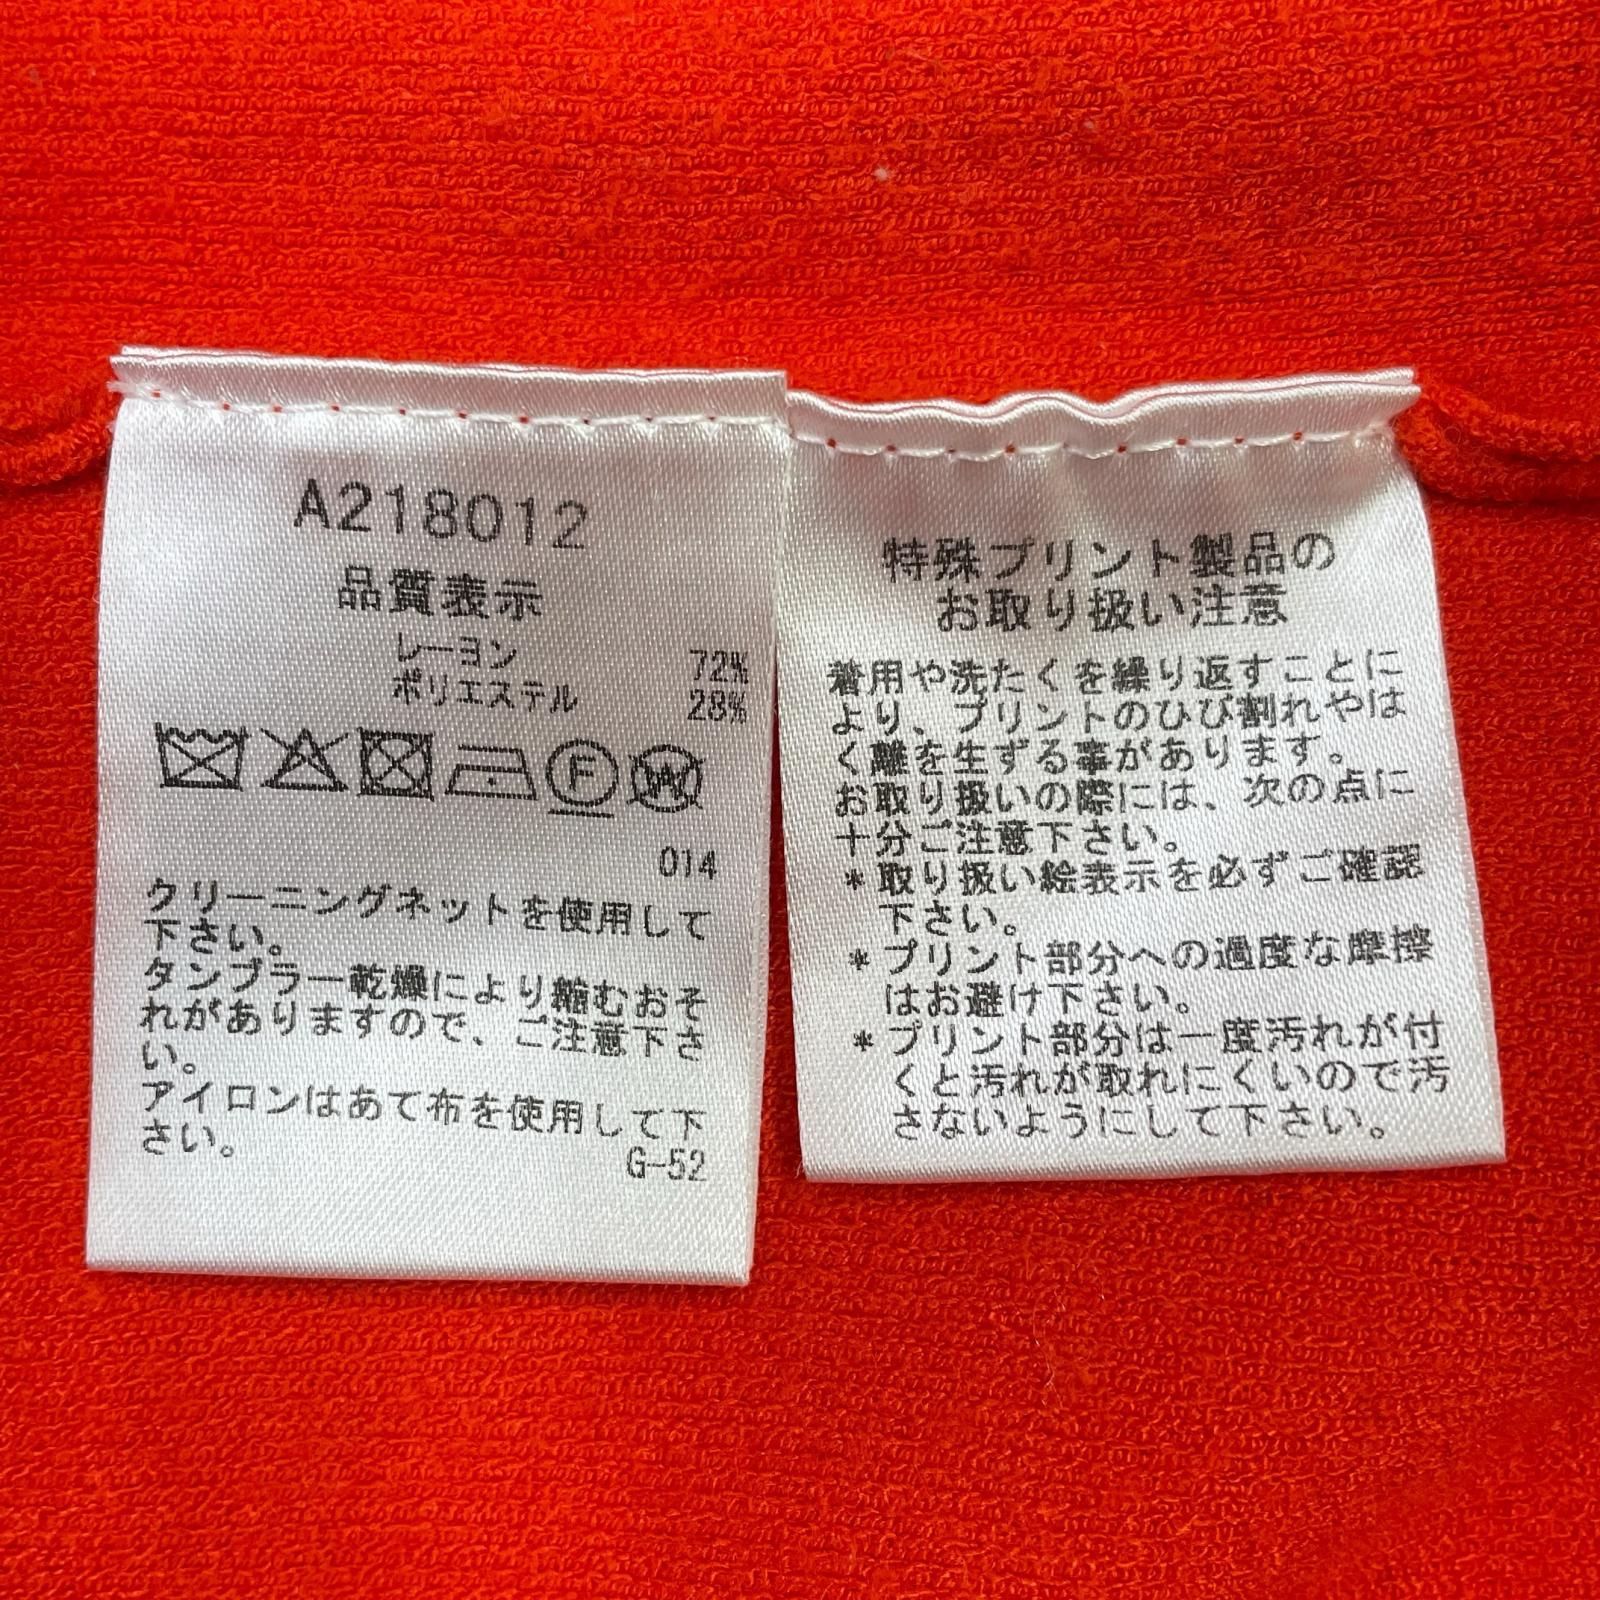 A218012
品質表示
レーヨン 72%
ポリエステル 28%
F
W
014
クリーニングネットを使用して
下さい。
タンブラー乾燥により縮むおそ
れがありますので、ご注意下さ
い。
アイロンはあて布を使用して下
さい。
G-52
特殊プリント製品の
お取り扱い注意
着用や洗たくを繰り返すことに
より、プリントのひび割れやは
く離を生ずる事があります。
お取り扱いの際には、次の点に
十分ご注意下さい。
*取り扱い絵表示を必ずご確認
下さい。
*プリント部分への過度な摩擦
はお避け下さい。
*プリント部分は一度汚れが付
くと汚れが取れにくいので汚
さないようにして下さい。